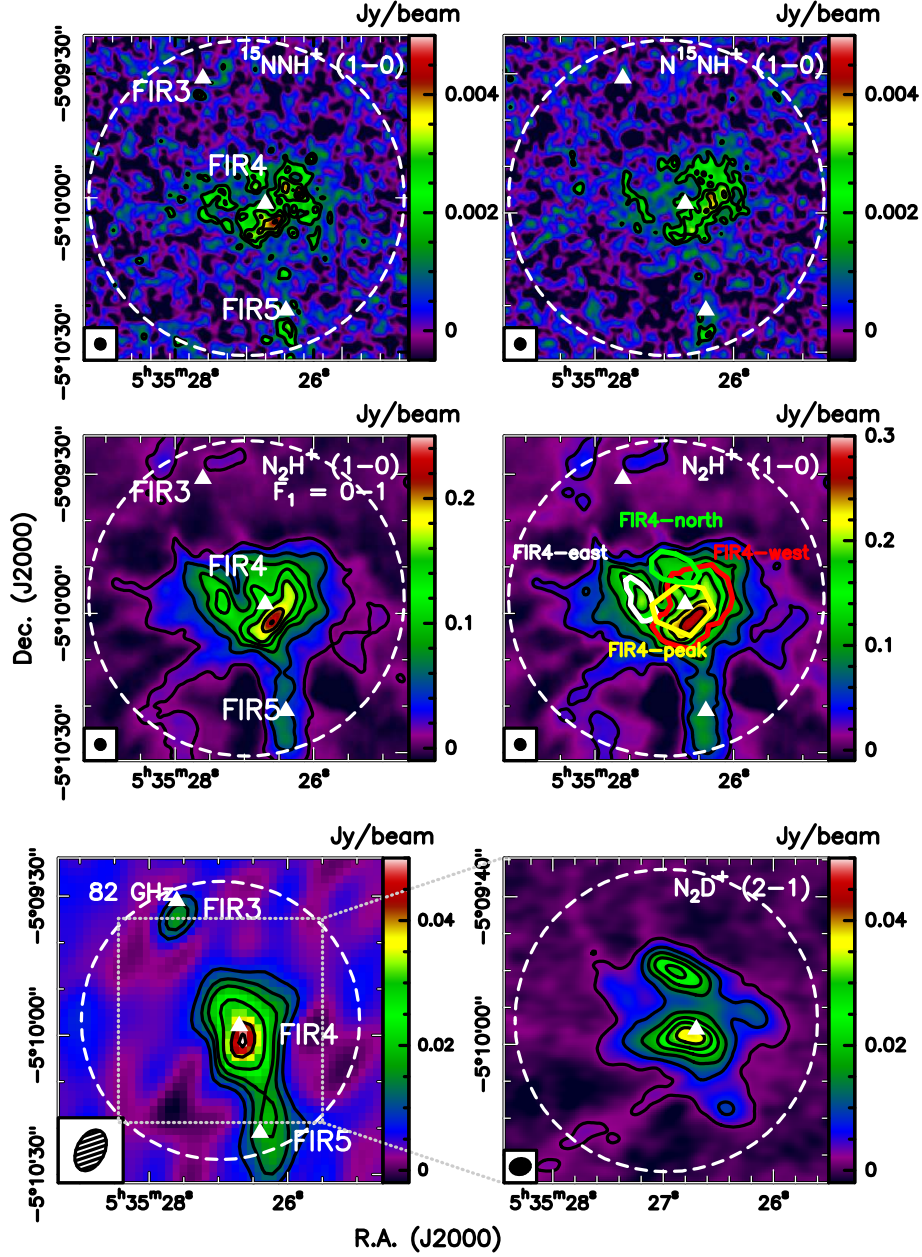 Jy/beam
Jy/beam
¹⁵NNH⁺ (1−0)
N¹⁵NH⁺ (1−0)
FIR3
FIR4
FIR5
−5°09'30"
−5°10'00"
−5°10'30"
0.004
0.002
0
0.004
0.002
0
5ʰ35ᵐ28ˢ
26ˢ
5ʰ35ᵐ28ˢ
26ˢ
Jy/beam
Jy/beam
N₂H⁺ (1−0)
F₁ = 0−1
N₂H⁺ (1−0)
FIR3
FIR4
FIR5
FIR4−north
FIR4−east
FIR4−west
FIR4−peak
−5°09'30"
−5°10'00"
−5°10'30"
0.2
0.1
0
0.3
0.2
0.1
0
5ʰ35ᵐ28ˢ
26ˢ
5ʰ35ᵐ28ˢ
26ˢ
Dec. (J2000)
Jy/beam
Jy/beam
82 GHz
N₂D⁺ (2−1)
FIR3
FIR4
FIR5
−5°09'30"
−5°10'00"
−5°10'30"
0.04
0.02
0
−5°09'40"
−5°10'00"
0.04
0.02
0
5ʰ35ᵐ28ˢ
26ˢ
5ʰ35ᵐ28ˢ
27ˢ
26ˢ
R.A. (J2000)